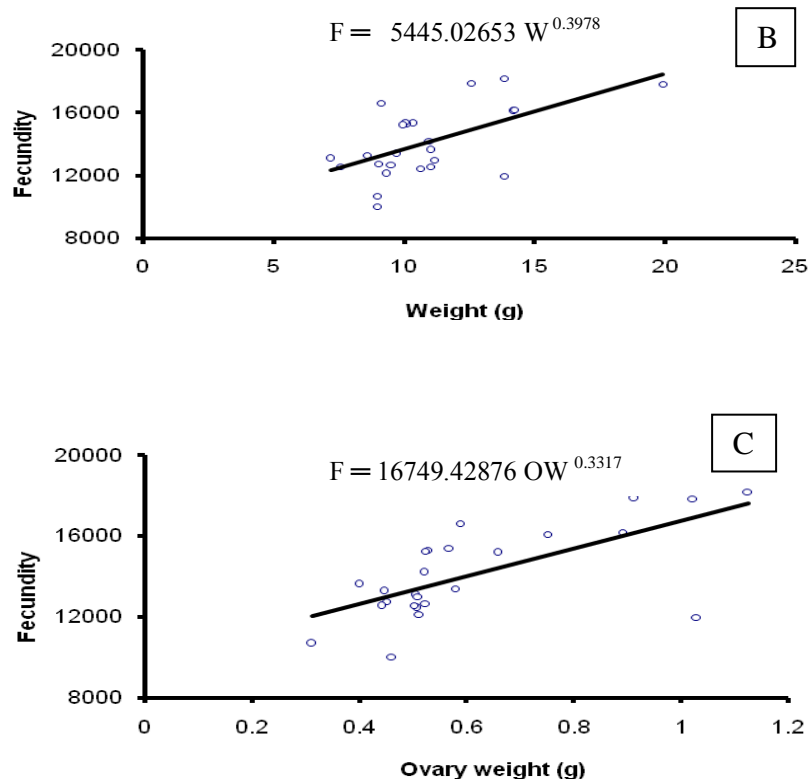 F = 5445.02653 W^0.3978
B
20000
16000
12000
8000
Fecundity
0 5 10 15 20 25
Weight (g)
C
F = 16749.42876 OW^0.3317
20000
16000
12000
8000
Fecundity
0 0.2 0.4 0.6 0.8 1 1.2
Ovary weight (g)